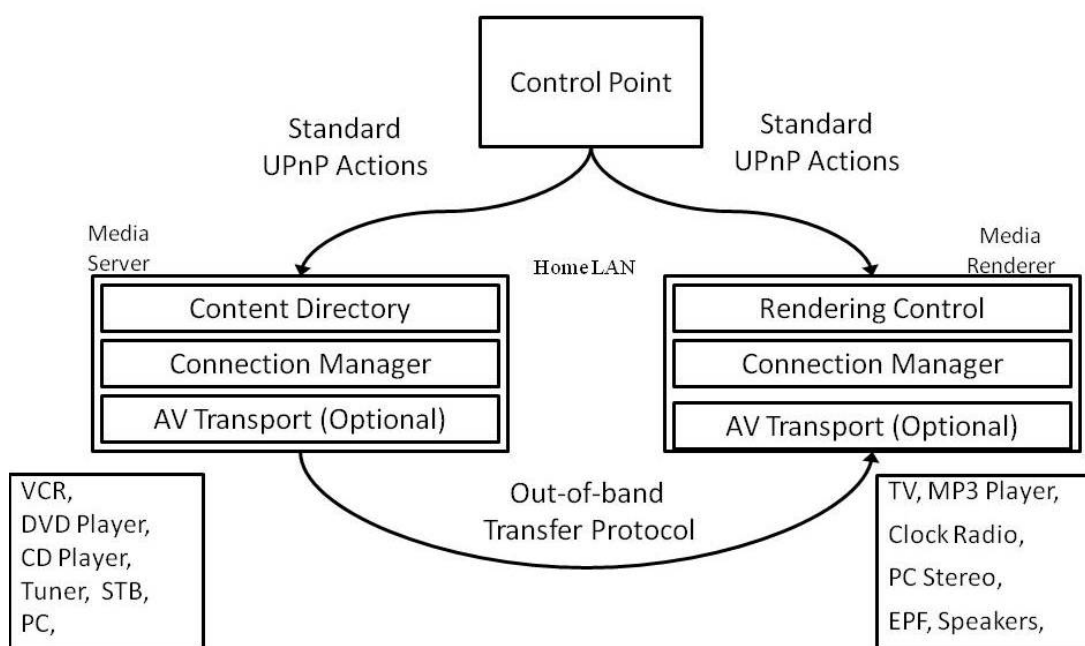 Control Point
Standard
UPnP Actions
Standard
UPnP Actions
Media
Server
Home LAN
Media
Renderer
Content Directory
Connection Manager
AV Transport (Optional)
Rendering Control
Connection Manager
AV Transport (Optional)
Out-of-band
Transfer Protocol
VCR,
DVD Player,
CD Player,
Tuner, STB,
PC,
TV, MP3 Player,
Clock Radio,
PC Stereo,
EPF, Speakers,